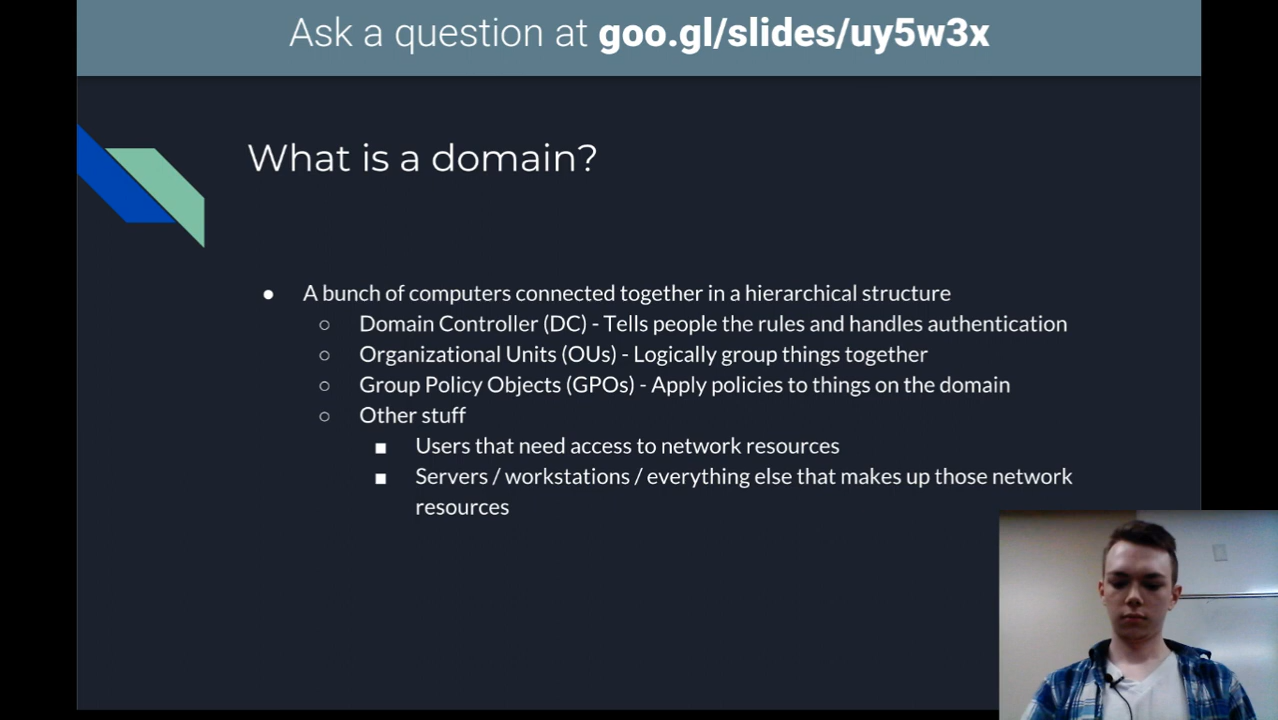 Ask a question at goo.gl/slides/uy5w3x
What is a domain?
● A bunch of computers connected together in a hierarchical structure
○ Domain Controller (DC) - Tells people the rules and handles authentication
○ Organizational Units (OUs) - Logically group things together
○ Group Policy Objects (GPOs) - Apply policies to things on the domain
○ Other stuff
■ Users that need access to network resources
■ Servers / workstations / everything else that makes up those network
resources